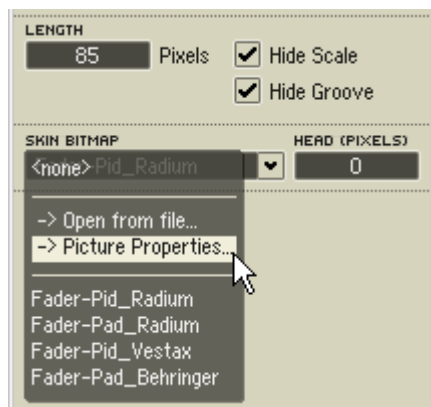 LENGTH
85 Pixels Hide Scale
Hide Groove
SKIN BITMAP HEAD (PIXELS)
<none> Pid_Radium 0
-> Open from file...
-> Picture Properties...
Fader-Pid_Radium
Fader-Pad_Radium
Fader-Pid_Vestax
Fader-Pad_Behringer